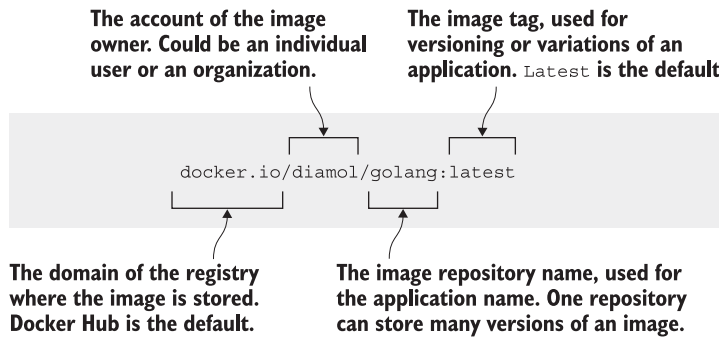 The account of the image
owner. Could be an individual
user or an organization.
The image tag, used for
versioning or variations of an
application. Latest is the default
docker.io/diamol/golang:latest
The domain of the registry
where the image is stored.
Docker Hub is the default.
The image repository name, used for
the application name. One repository
can store many versions of an image.